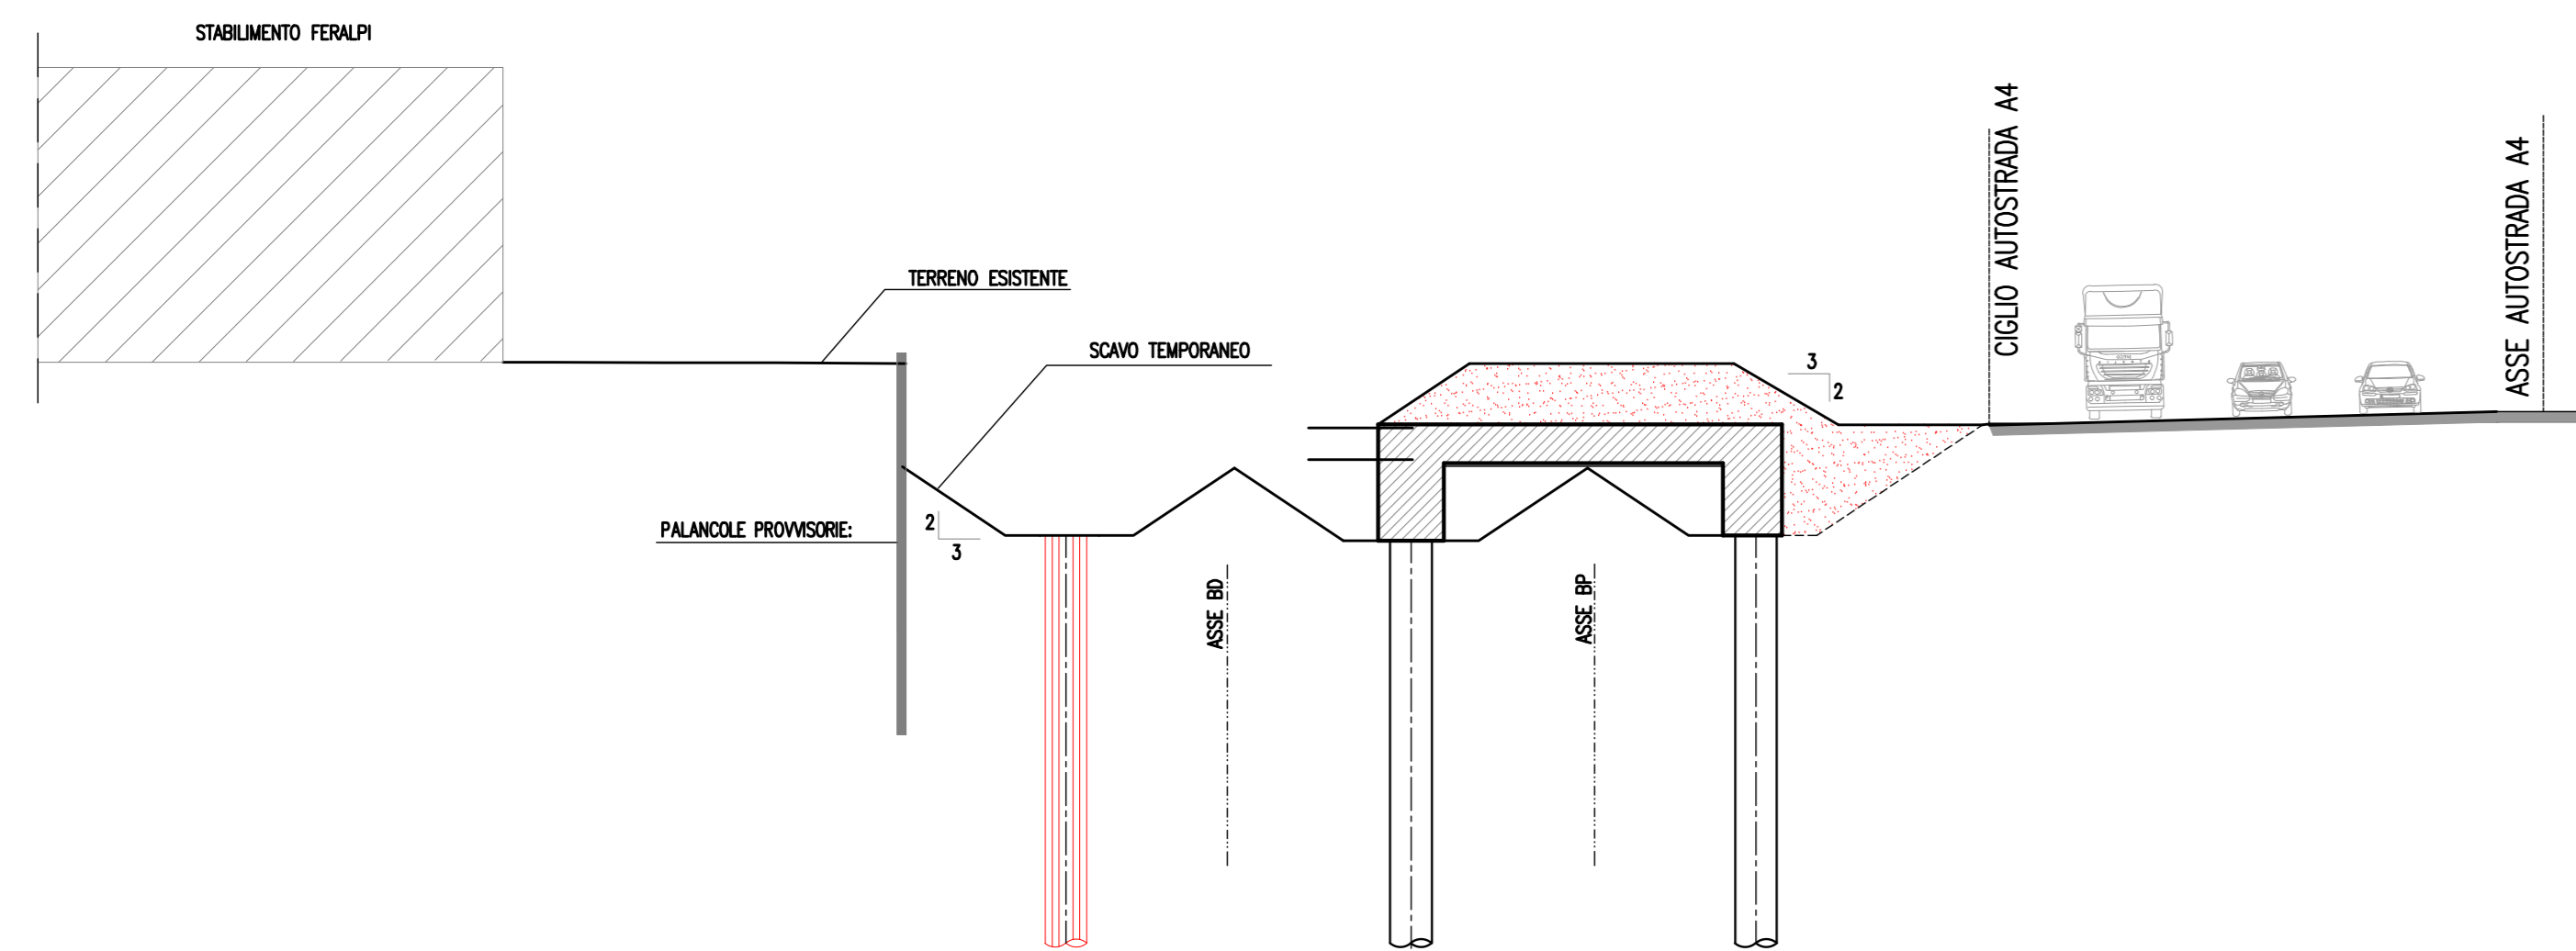 STABILIMENTO FERALPI
TERRENO ESISTENTE
SCAVO TEMPORANEO
PALANCOLE PROVVISORIE:
2
3
3
2
ASSE BD
ASSE BP
CIGLIO AUTOSTRADA A4
ASSE AUTOSTRADA A4